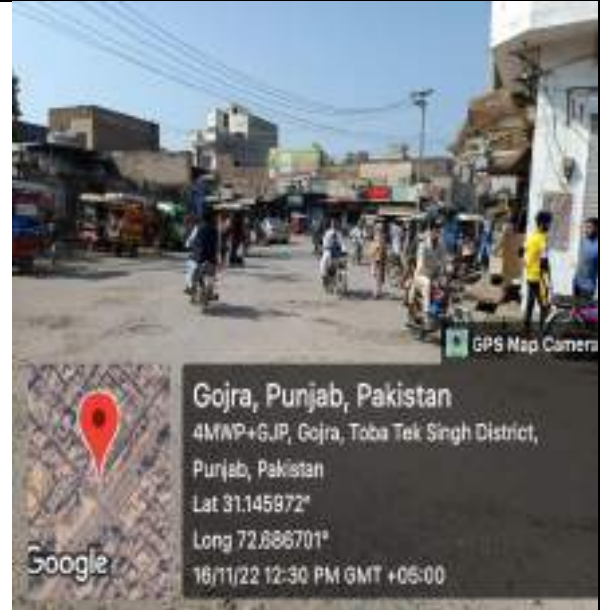 GPS Map Camera
Gojra, Punjab, Pakistan
4MWP+GJP, Gojra, Toba Tek Singh District,
Punjab, Pakistan
Lat 31.145972°
Long 72.686701°
16/11/22 12:30 PM GMT +05:00
Google